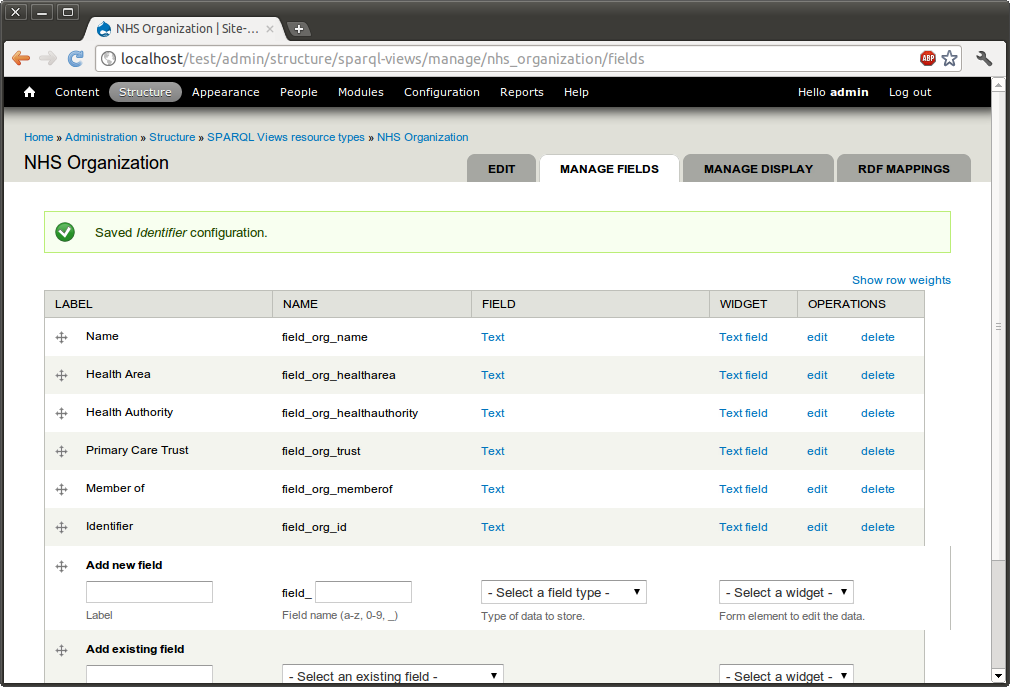 NHS Organization | Site-...
localhost/test/admin/structure/sparql-views/manage/nhs_organization/fields
ABP
Content Structure Appearance People Modules Configuration Reports Help Hello admin Log out
Home » Administration » Structure » SPARQL Views resource types » NHS Organization
NHS Organization
EDIT MANAGE FIELDS MANAGE DISPLAY RDF MAPPINGS
Saved Identifier configuration.
Show row weights
LABEL NAME FIELD WIDGET OPERATIONS
Name field_org_name Text Text field edit delete
Health Area field_org_healtharea Text Text field edit delete
Health Authority field_org_healthauthority Text Text field edit delete
Primary Care Trust field_org_trust Text Text field edit delete
Member of field_org_memberof Text Text field edit delete
Identifier field_org_id Text Text field edit delete
Add new field
field_ - Select a field type - - Select a widget -
Label Field name (a-z, 0-9, _) Type of data to store. Form element to edit the data.
Add existing field
- Select an existing field - - Select a widget -